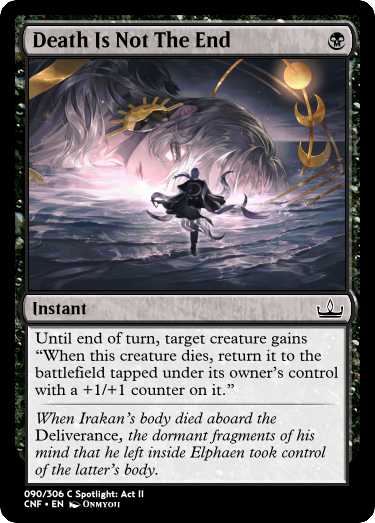 Death Is Not The End
Instant
Until end of turn, target creature gains
“When this creature dies, return it to the
battlefield tapped under its owner’s control
with a +1/+1 counter on it.”
When Irakan’s body died aboard the
Deliverance, the dormant fragments of his
mind that he left inside Elphaen took control
of the latter’s body.
090/306 C Spotlight: Act II
CNF • EN Onmyoji